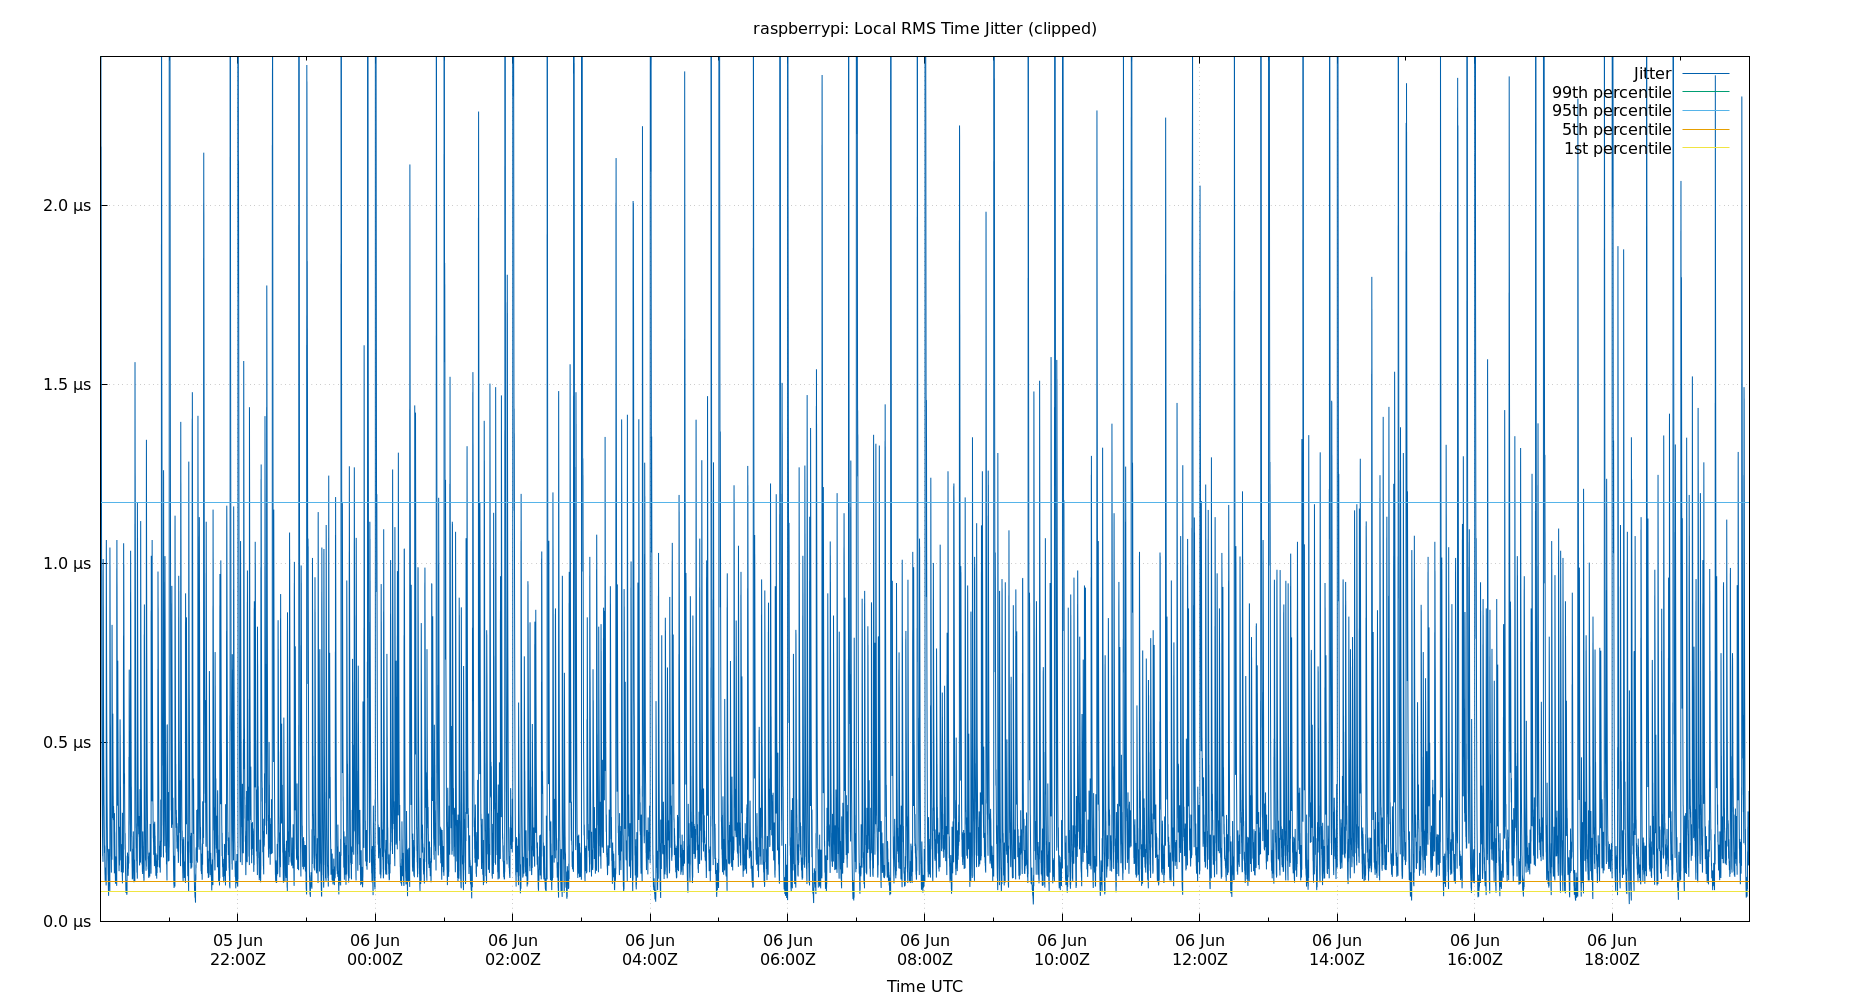 raspberrypi: Local RMS Time Jitter (clipped)
Jitter
99th percentile
95th percentile
5th percentile
1st percentile
2.0 µs
1.5 µs
1.0 µs
0.5 µs
0.0 µs
05 Jun 06 Jun 06 Jun 06 Jun 06 Jun 06 Jun 06 Jun 06 Jun 06 Jun 06 Jun 06 Jun
22:00Z 00:00Z 02:00Z 04:00Z 06:00Z 08:00Z 10:00Z 12:00Z 14:00Z 16:00Z 18:00Z
Time UTC